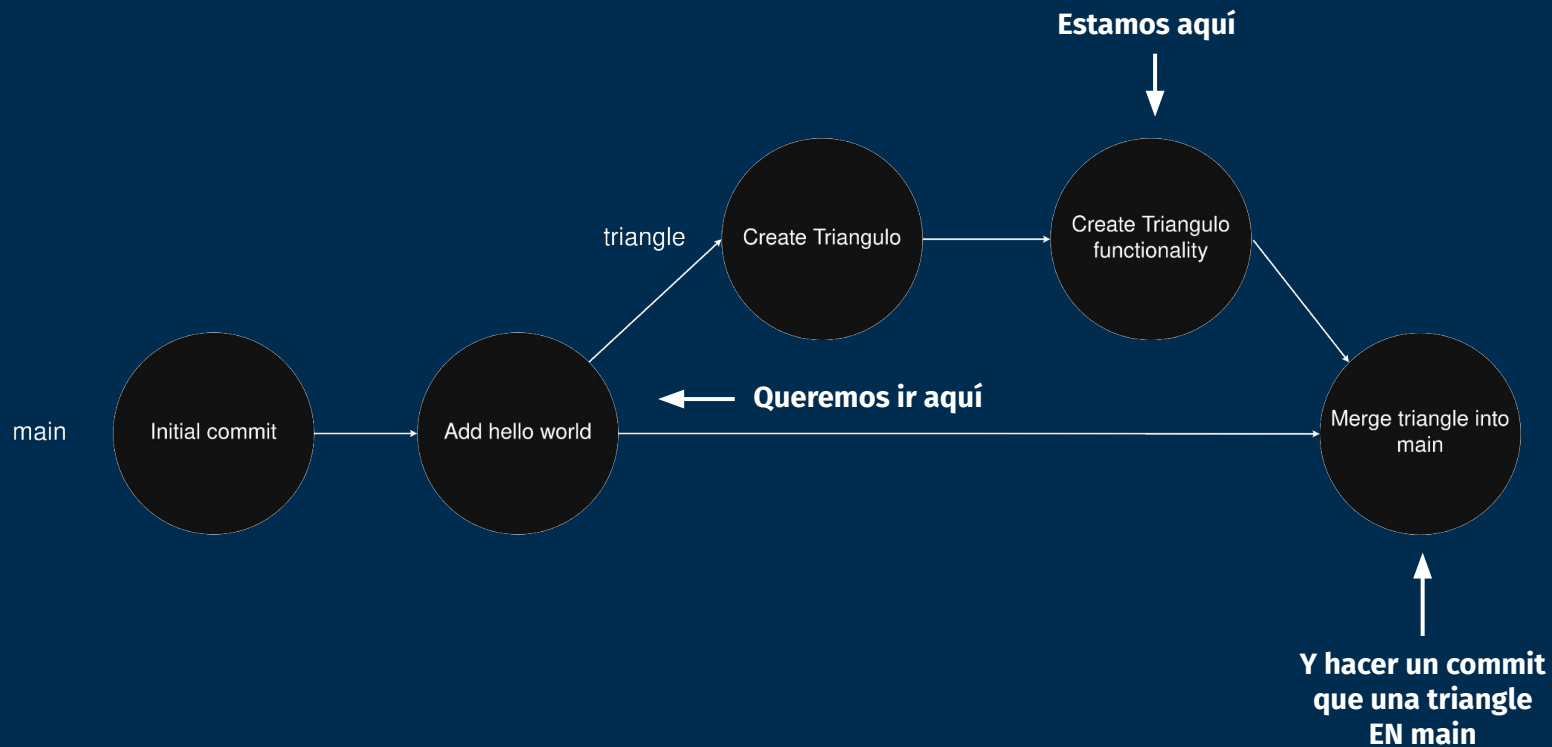 Estamos aquí
triangle
Create Triangulo
Create Triangulo
functionality
Queremos ir aquí
main
Initial commit
Add hello world
Merge triangle into
main
Y hacer un commit
que una triangle
EN main